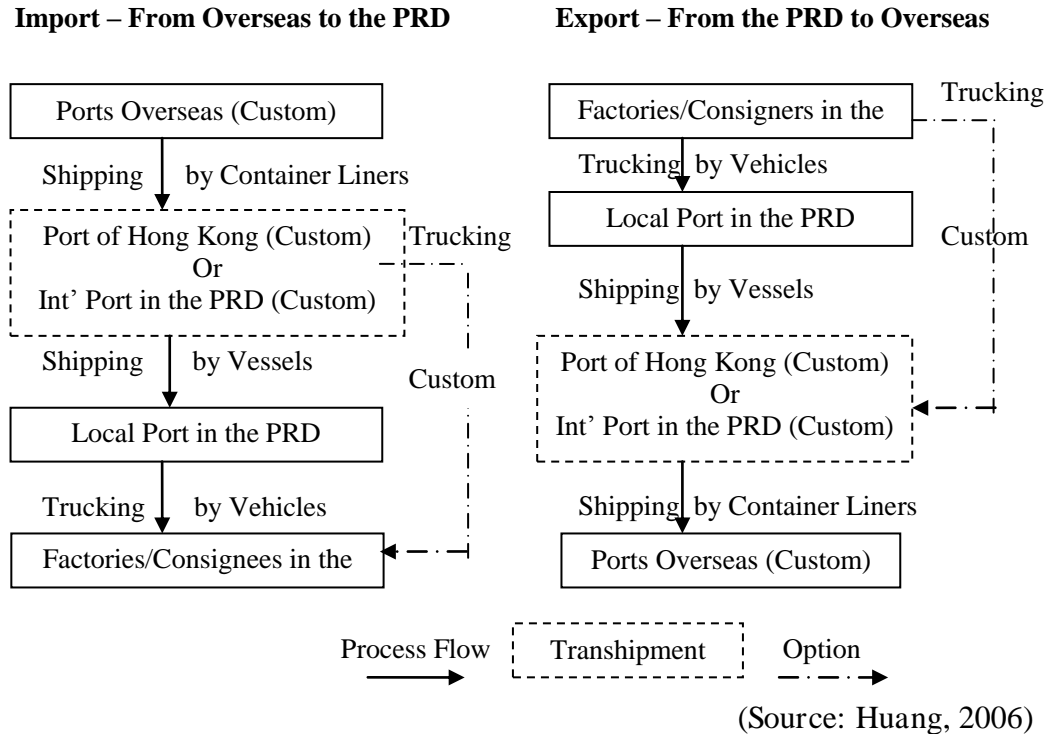 Import – From Overseas to the PRD
Ports Overseas (Custom)
Shipping by Container Liners
Port of Hong Kong (Custom)
Or
Int’ Port in the PRD (Custom)
Trucking
Custom
Shipping by Vessels
Local Port in the PRD
Trucking by Vehicles
Factories/Consignees in the
Export – From the PRD to Overseas
Factories/Consigners in the
Trucking
Custom
Trucking by Vehicles
Local Port in the PRD
Shipping by Vessels
Port of Hong Kong (Custom)
Or
Int’ Port in the PRD (Custom)
Shipping by Container Liners
Ports Overseas (Custom)
Process Flow
Transhipment
Option
(Source: Huang, 2006)